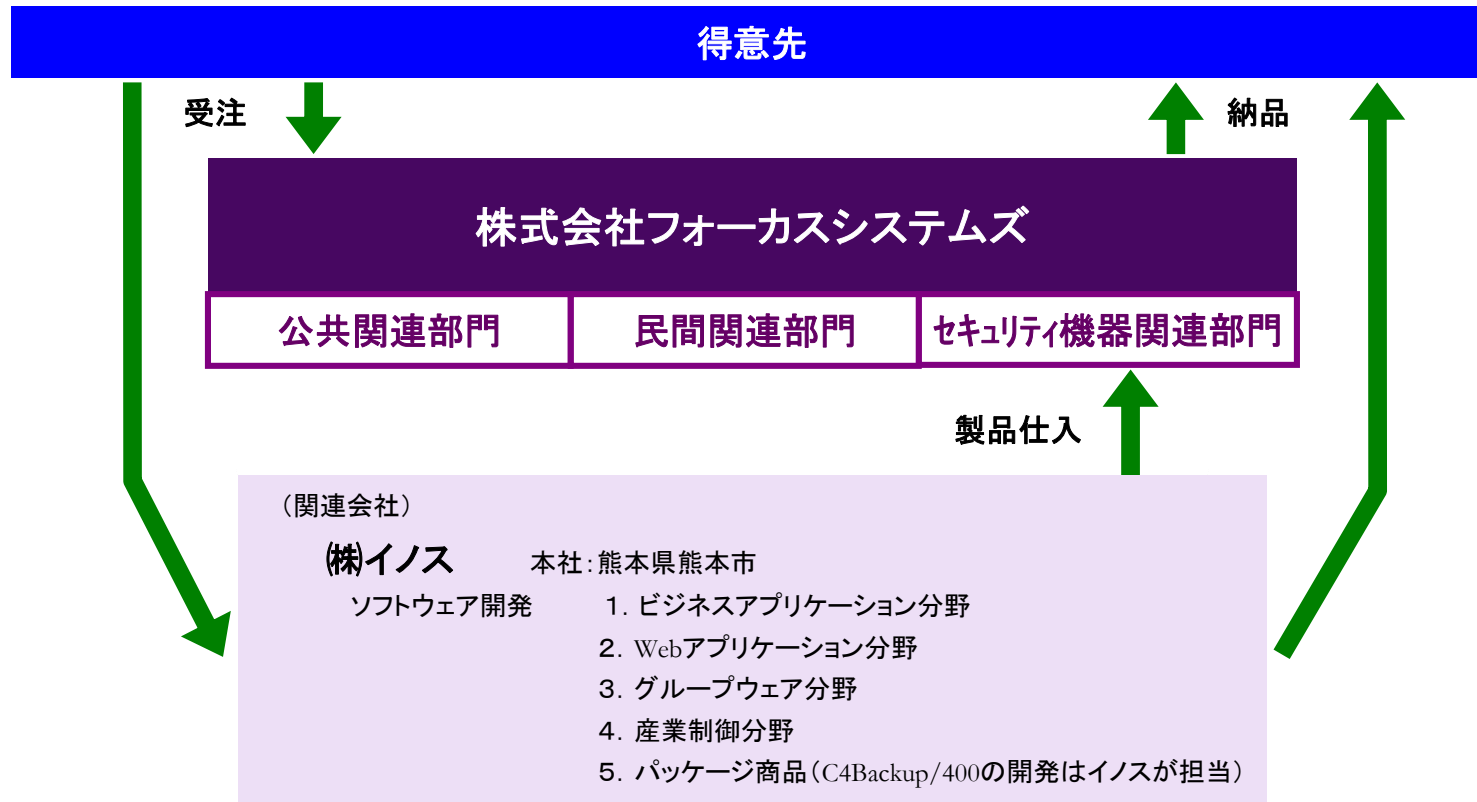 得意先
受注
納品
株式会社フォーカスシステムズ
公共関連部門 民間関連部門 セキュリティ機器関連部門
製品仕入
（関連会社）
㈱イノス 本社：熊本県熊本市
ソフトウェア開発 1．ビジネスアプリケーション分野
2．Webアプリケーション分野
3．グループウェア分野
4．産業制御分野
5．パッケージ商品（C4Backup/400の開発はイノスが担当）